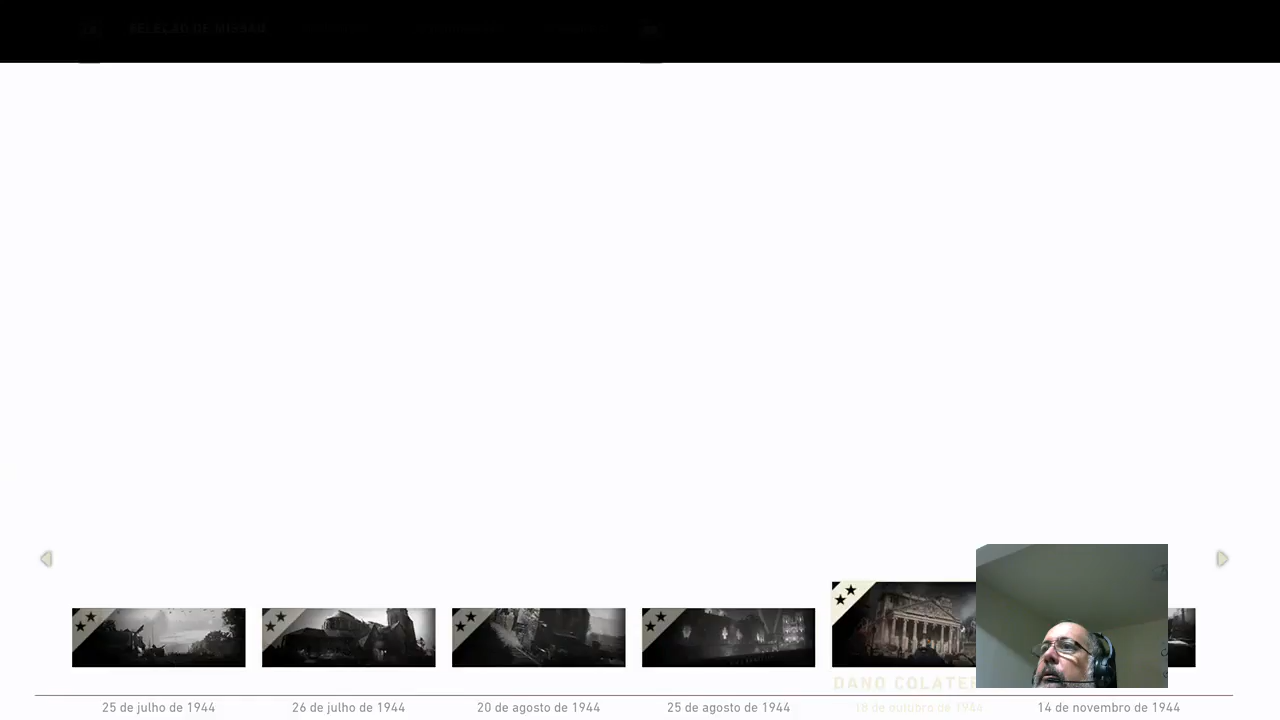 SELEÇÃO DE MISSÃO
DANO COLATER
25 de julho de 1944
26 de julho de 1944
20 de agosto de 1944
25 de agosto de 1944
18 de outubro de 1944
14 de novembro de 1944